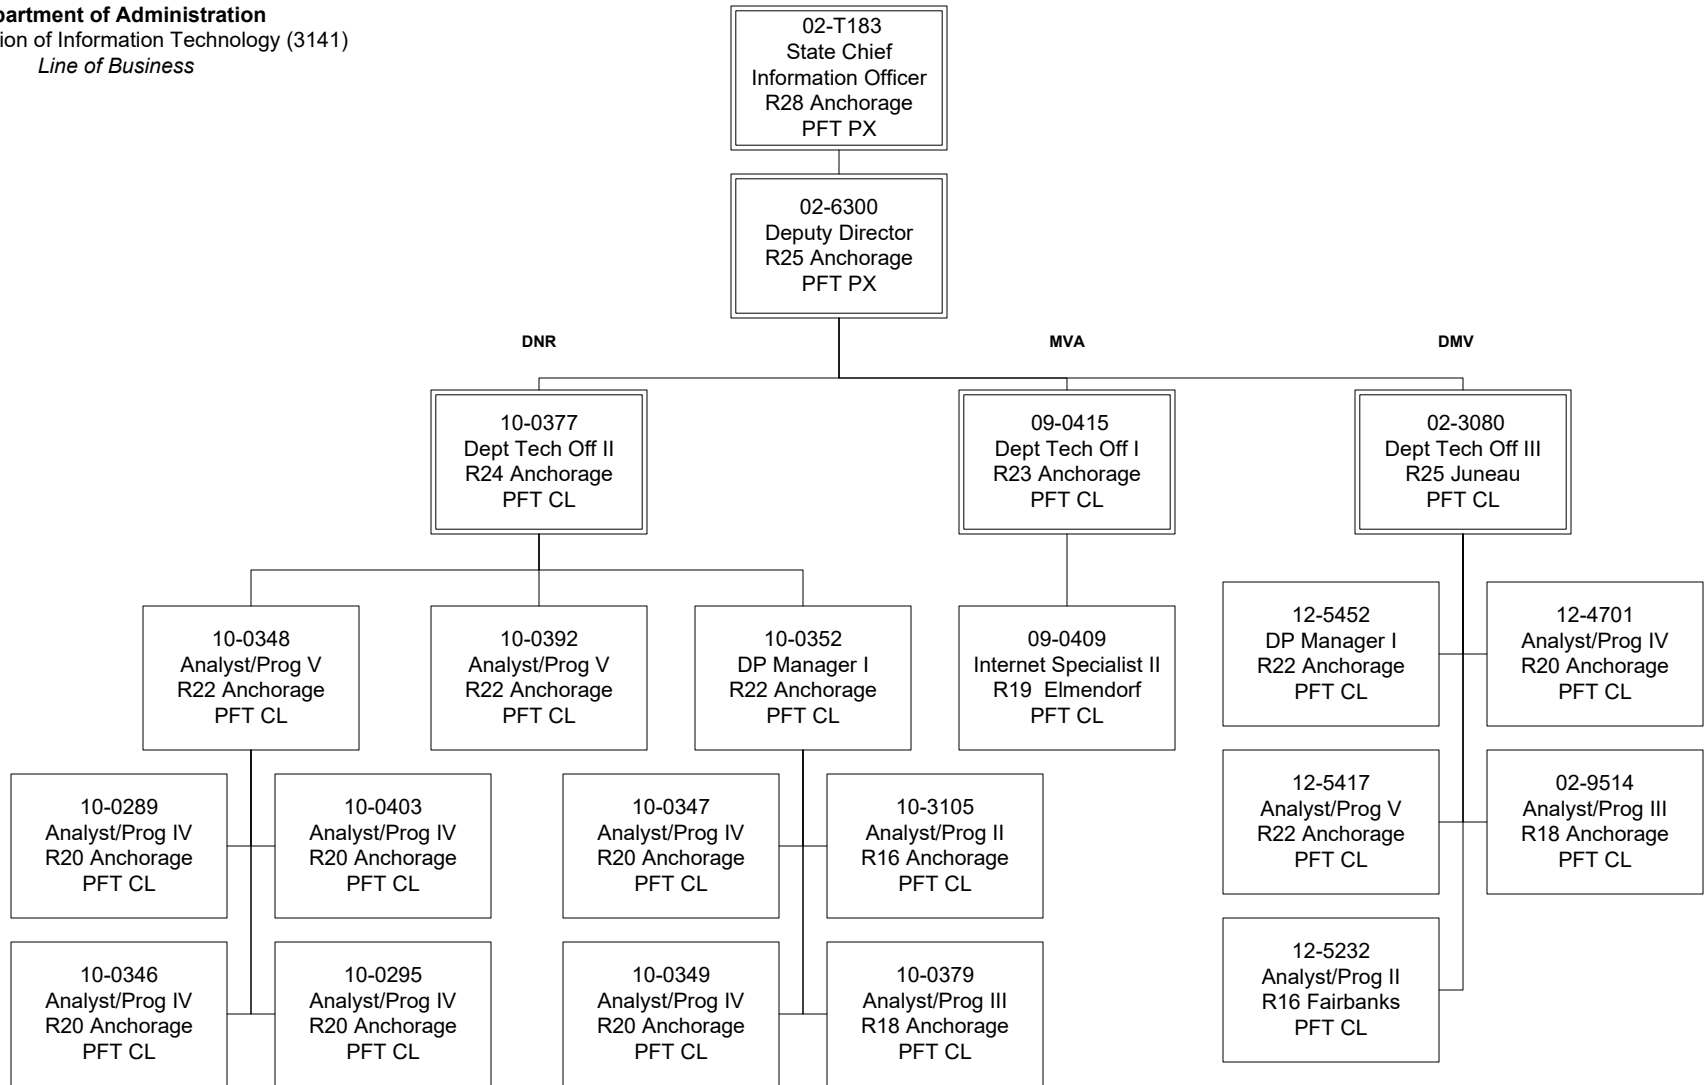 partment of Administration
ion of Information Technology (3141)
Line of Business
02-T183
State Chief
Information Officer
R28 Anchorage
PFT PX
02-6300
Deputy Director
R25 Anchorage
PFT PX
DNR
MVA
DMV
10-0377
Dept Tech Off II
R24 Anchorage
PFT CL
09-0415
Dept Tech Off I
R23 Anchorage
PFT CL
02-3080
Dept Tech Off III
R25 Juneau
PFT CL
10-0348
Analyst/Prog V
R22 Anchorage
PFT CL
10-0392
Analyst/Prog V
R22 Anchorage
PFT CL
10-0352
DP Manager I
R22 Anchorage
PFT CL
09-0409
Internet Specialist II
R19  Elmendorf
PFT CL
12-5452
DP Manager I
R22 Anchorage
PFT CL
12-4701
Analyst/Prog IV
R20 Anchorage
PFT CL
10-0289
Analyst/Prog IV
R20 Anchorage
PFT CL
10-0403
Analyst/Prog IV
R20 Anchorage
PFT CL
10-0347
Analyst/Prog IV
R20 Anchorage
PFT CL
10-3105
Analyst/Prog II
R16 Anchorage
PFT CL
12-5417
Analyst/Prog V
R22 Anchorage
PFT CL
02-9514
Analyst/Prog III
R18 Anchorage
PFT CL
10-0346
Analyst/Prog IV
R20 Anchorage
PFT CL
10-0295
Analyst/Prog IV
R20 Anchorage
PFT CL
10-0349
Analyst/Prog IV
R20 Anchorage
PFT CL
10-0379
Analyst/Prog III
R18 Anchorage
PFT CL
12-5232
Analyst/Prog II
R16 Fairbanks
PFT CL